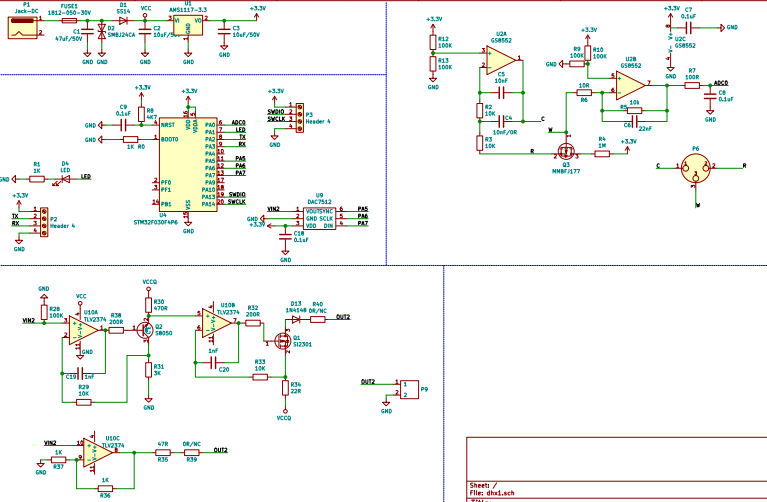 P1
Jack-DC
FUSE1
1812-050-30V
D1
SS14
VCC
U1
AMS1117-3.3
VI
VO
GND
+3.3V
C1
47uF/50V
D2
SMBJ24CA
C2
10uF/50V
C3
10uF/50V
GND
+3.3V
C9
0.1uF
R8
4K7
GND
GND
1K R0
NRST
BOOT0
PF0
PF1
PB1
PA0
PA1
PA2
PA3
PA4
PA5
PA6
PA7
PA9
PA10
PA13
PA14
VSS
U4
STM32F030F4P6
GND
ADC0
LED
TX
RX
PA5
PA6
PA7
SWDIO
SWCLK
+3.3V
SWDIO
SWCLK
P3
Header 4
GND
R1
1K
D4
LED
LED
GND
+3.3V
TX
RX
P2
Header 4
GND
U9
DAC7512
VIN2
GND
+3.3V
VOUT
SYNC
GND
SCLK
VDD
DIN
PA5
PA6
PA7
C18
0.1uF
GND
+3.3V
R12
100K
R13
100K
GND
U2A
GS8552
C5
10nF
R2
10K
C4
10nF/0R
C
R3
10K
R
W
Q3
MMBFJ177
R4
1M
+3.3V
+3.3V
R9
100K
R10
100K
GND
10R
R6
U2B
GS8552
R5
10k
C6
22nF
R7
100R
ADC0
C8
0.1uF
GND
+3.3V
C7
0.1uF
GND
U2C
GS8552
GND
P6
C
R
W
GND
R28
100K
VIN2
VCC
U10A
TLV2374
GND
R38
200R
C19
1nF
R29
10K
VCCQ
R30
470R
Q2
S8050
R31
3K
GND
U10B
TLV2374
1nF
C20
R32
200R
R33
10K
D13
1N4148
R40
0R/NC
OUT2
Q1
SI2301
R34
22R
VCCQ
OUT2
P9
GND
VIN2
U10C
TLV2374
1K
R37
GND
1K
R36
47R
R35
0R/NC
R39
OUT2
Sheet: /
File: dhx1.sch